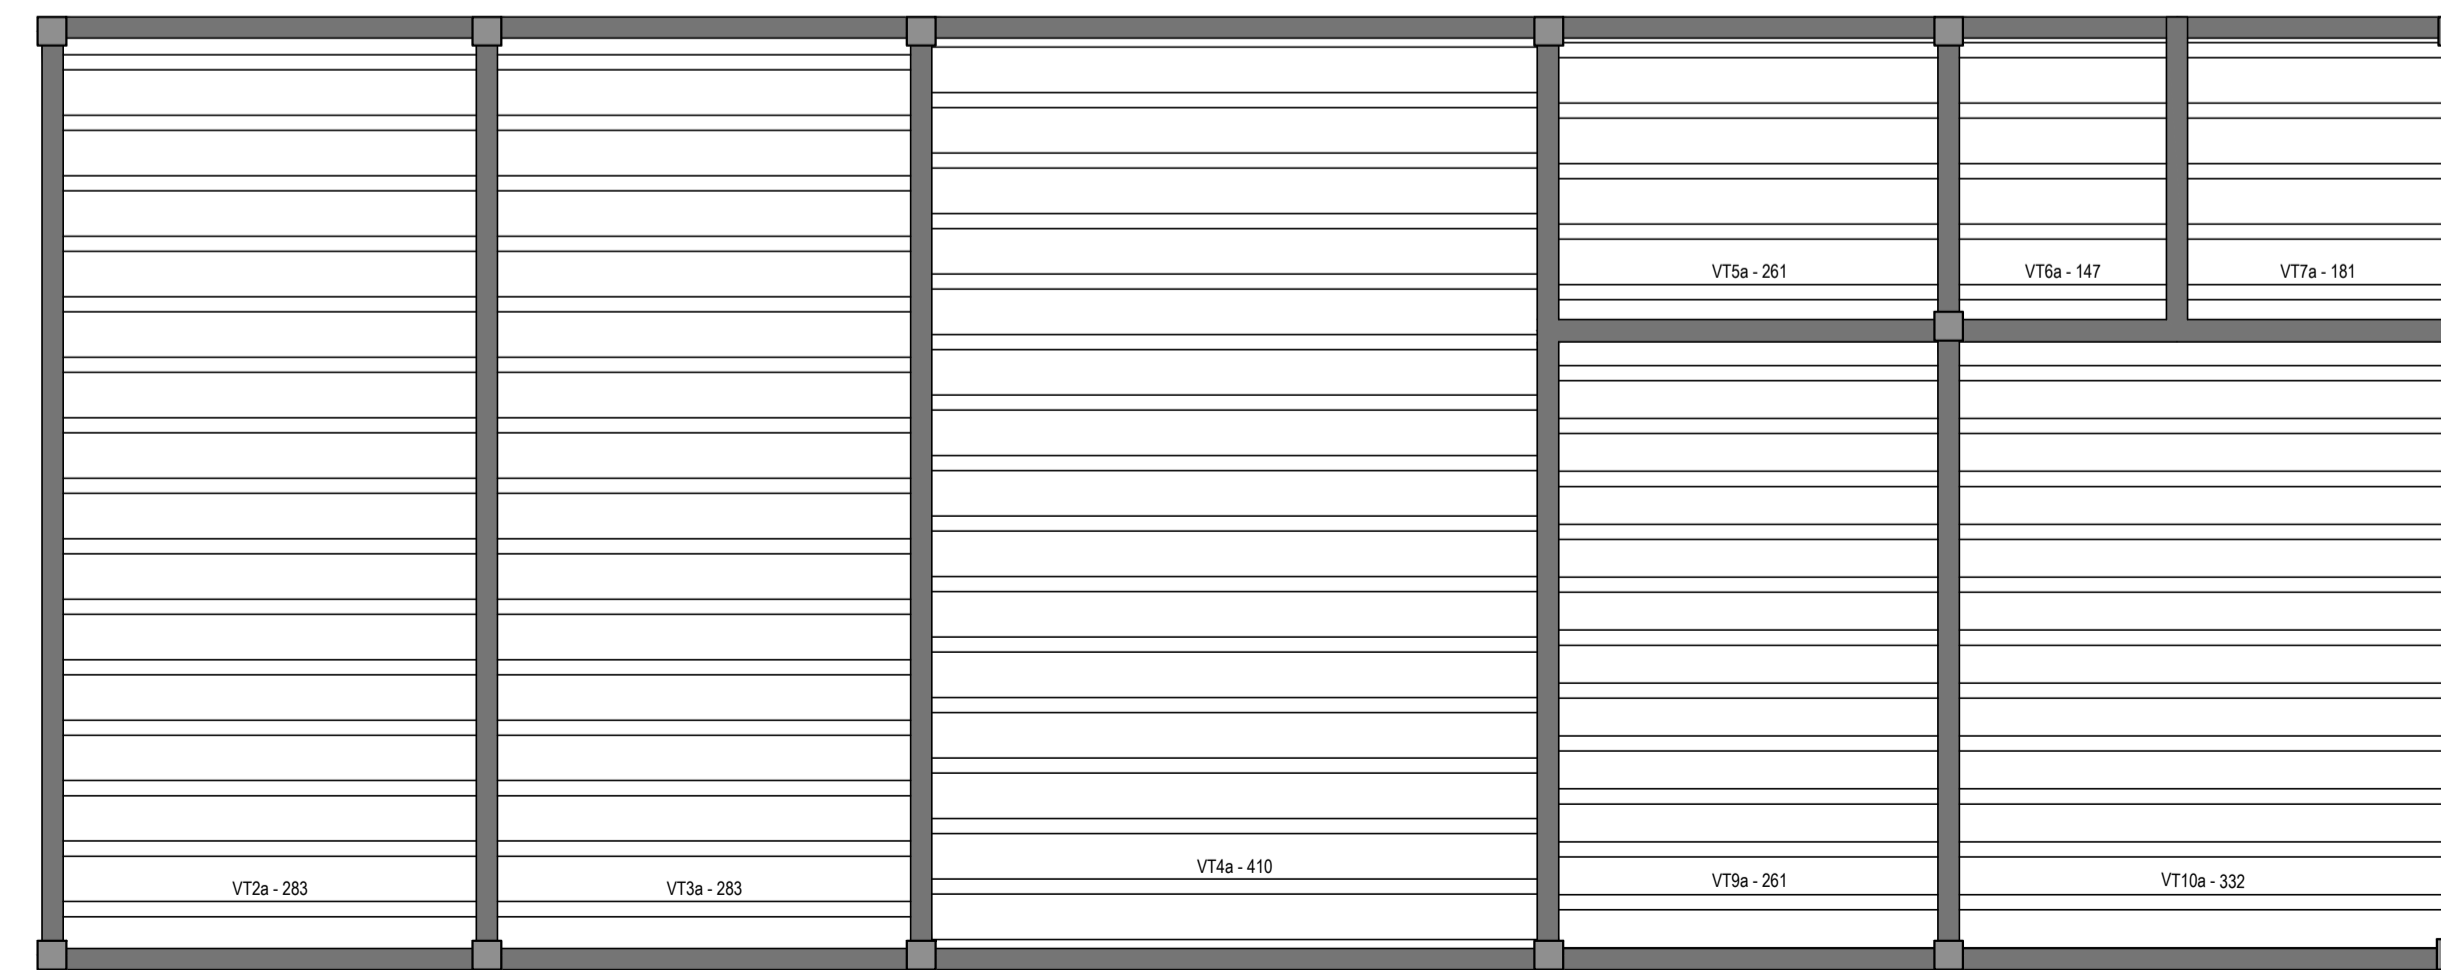 VT5a - 261
VT6a - 147
VT7a - 181
VT2a - 283
VT3a - 283
VT4a - 410
VT9a - 261
VT10a - 332